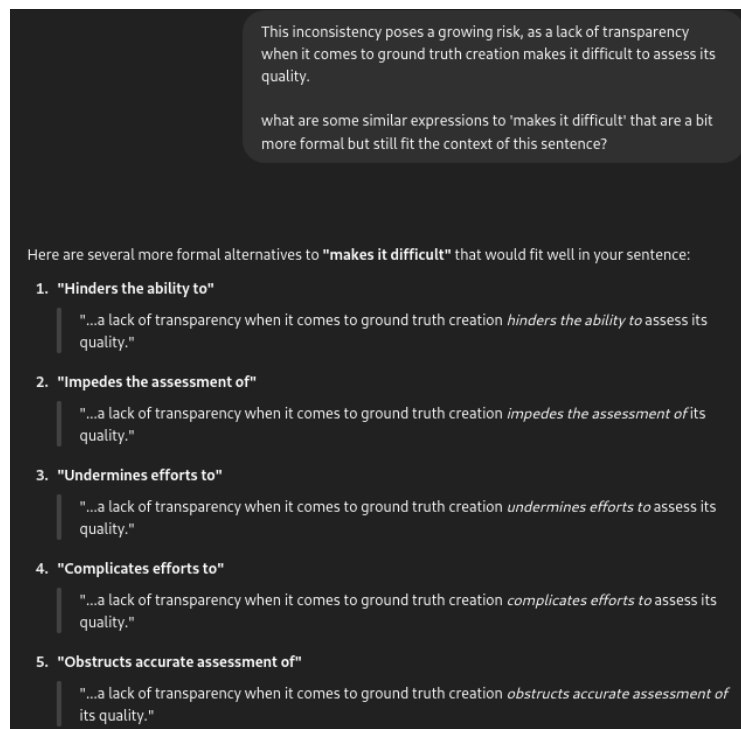 This inconsistency poses a growing risk, as a lack of transparency
when it comes to ground truth creation makes it difficult to assess its
quality.
what are some similar expressions to 'makes it difficult' that are a bit
more formal but still fit the context of this sentence?
Here are several more formal alternatives to "makes it difficult" that would fit well in your sentence:
1. "Hinders the ability to"
"...a lack of transparency when it comes to ground truth creation hinders the ability to assess its
quality."
2. "Impedes the assessment of"
"...a lack of transparency when it comes to ground truth creation impedes the assessment of its
quality."
3. "Undermines efforts to"
"...a lack of transparency when it comes to ground truth creation undermines efforts to assess its
quality."
4. "Complicates efforts to"
"...a lack of transparency when it comes to ground truth creation complicates efforts to assess its
quality."
5. "Obstructs accurate assessment of"
"...a lack of transparency when it comes to ground truth creation obstructs accurate assessment of
its quality."